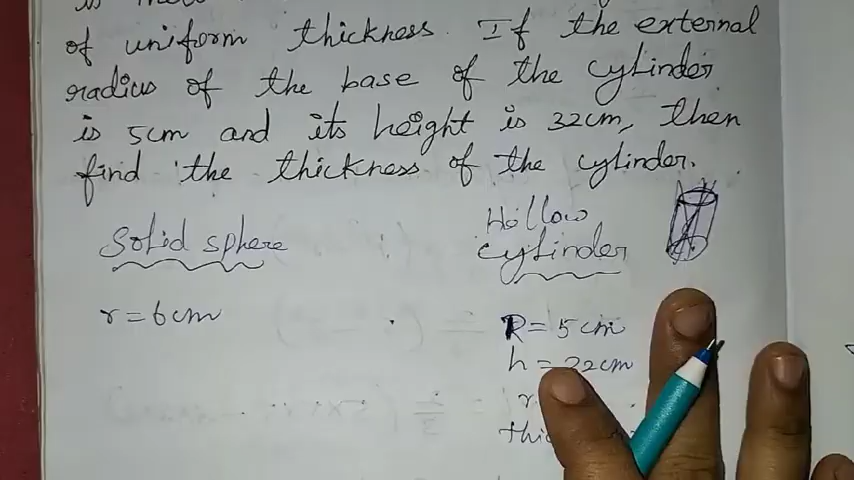 of uniform thickness. If the external
radius of the base of the cylinder
is 5cm and its height is 32cm, then
find the thickness of the cylinder.
Solid sphere
Hollow
cylinder
r = 6cm
R = 5cm
h = 32cm
r